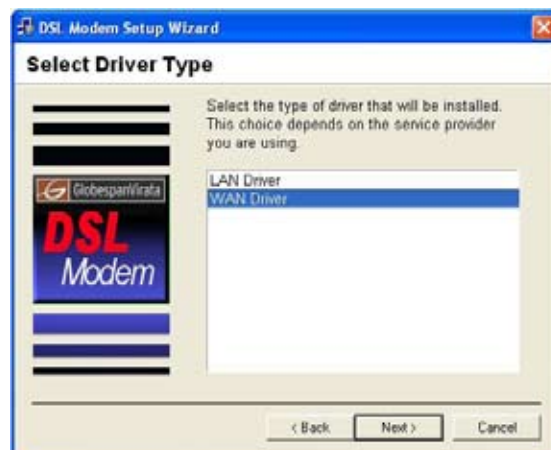 DSL Modem Setup Wizard
Select Driver Type
Select the type of driver that will be installed.
This choice depends on the service provider
you are using.
GlobespanVirata
DSL
Modem
LAN Driver
WAN Driver
< Back
Next >
Cancel